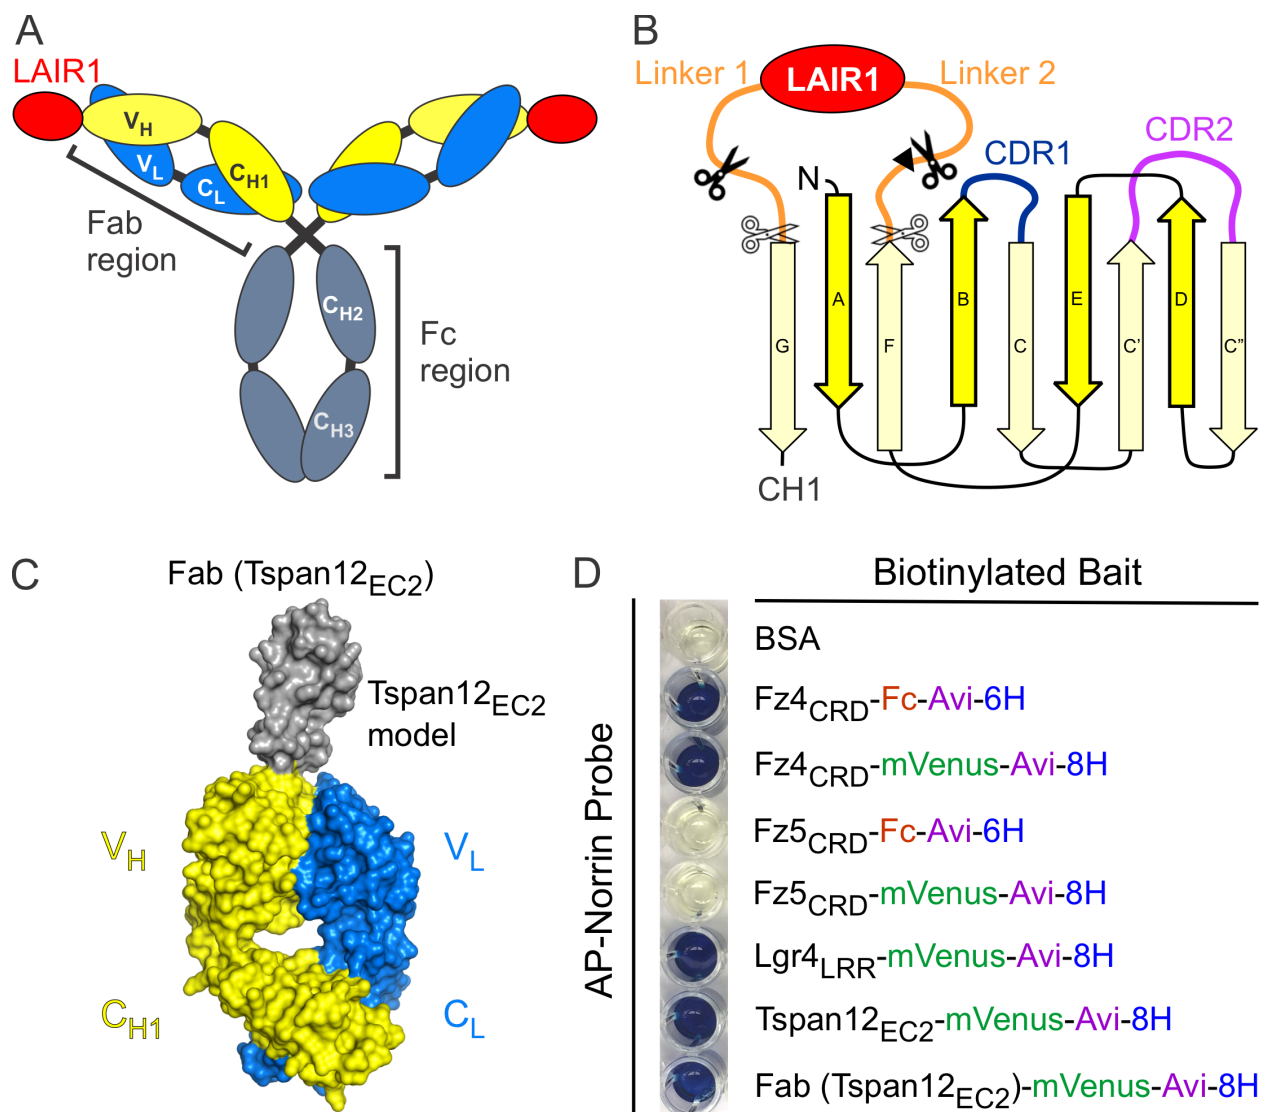 A
LAIR1
VH
VL
CL
CH1
Fab
region
CH2
CH3
Fc
region
B
Linker 1
LAIR1
Linker 2
CDR1
CDR2
N
G
A
F
B
C
E
C'
D
C"
CH1
C
Fab (Tspan12EC2)
Tspan12EC2
model
VH
VL
CH1
CL
D
Biotinylated Bait
AP-Norrin Probe
BSA
Fz4CRD-Fc-Avi-6H
Fz4CRD-mVenus-Avi-8H
Fz5CRD-Fc-Avi-6H
Fz5CRD-mVenus-Avi-8H
Lgr4LRR-mVenus-Avi-8H
Tspan12EC2-mVenus-Avi-8H
Fab (Tspan12EC2)-mVenus-Avi-8H